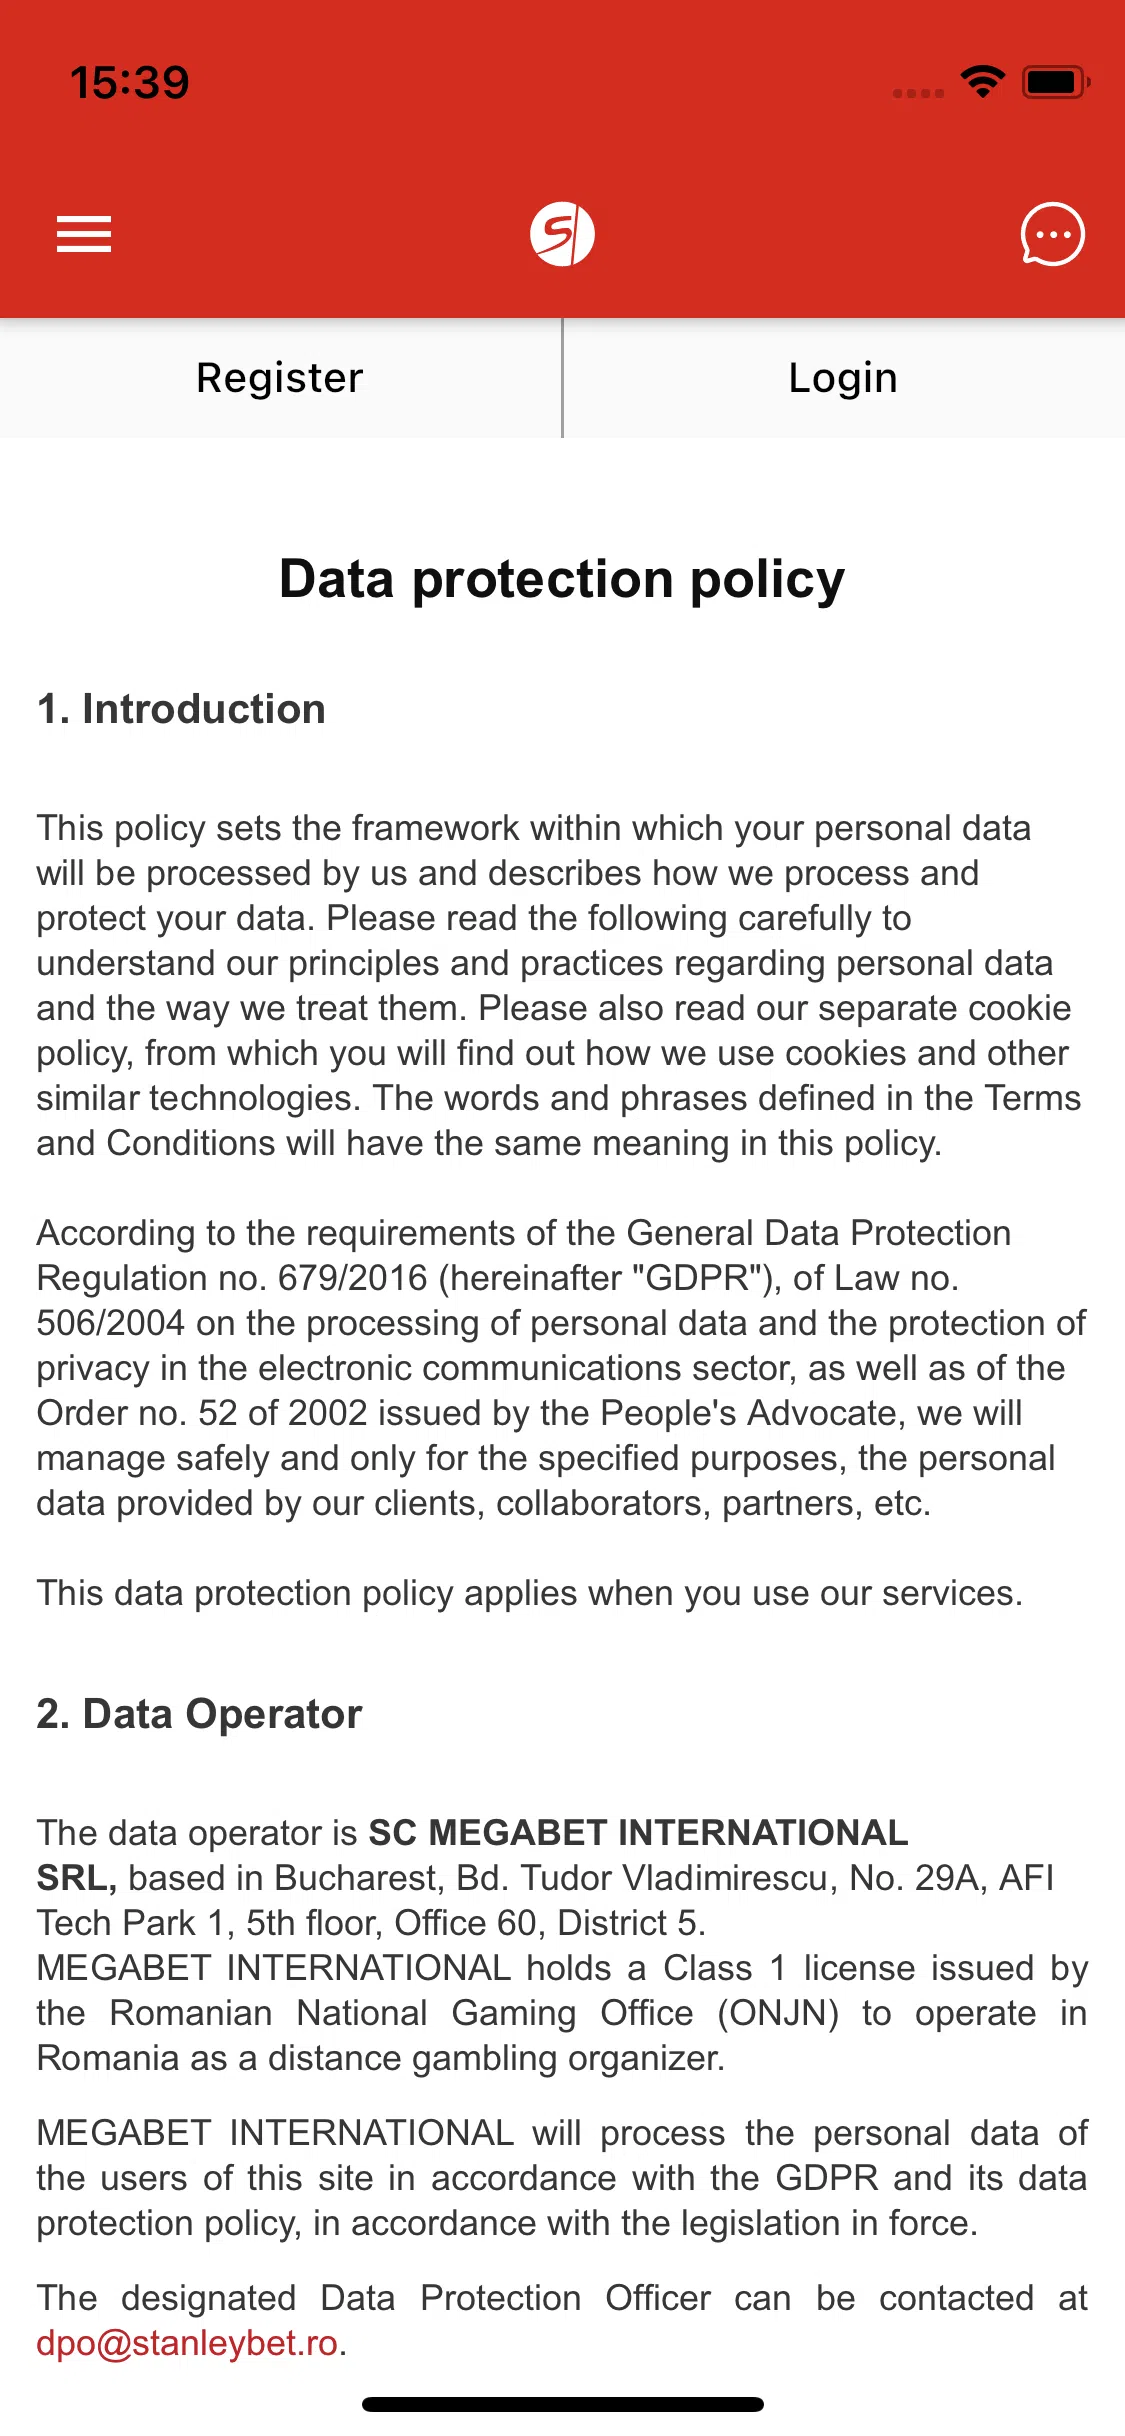 15:39
Register
Login
Data protection policy
1. Introduction
This policy sets the framework within which your personal data
will be processed by us and describes how we process and
protect your data. Please read the following carefully to
understand our principles and practices regarding personal data
and the way we treat them. Please also read our separate cookie
policy, from which you will find out how we use cookies and other
similar technologies. The words and phrases defined in the Terms
and Conditions will have the same meaning in this policy.
According to the requirements of the General Data Protection
Regulation no. 679/2016 (hereinafter "GDPR"), of Law no.
506/2004 on the processing of personal data and the protection of
privacy in the electronic communications sector, as well as of the
Order no. 52 of 2002 issued by the People's Advocate, we will
manage safely and only for the specified purposes, the personal
data provided by our clients, collaborators, partners, etc.
This data protection policy applies when you use our services.
2. Data Operator
The data operator is SC MEGABET INTERNATIONAL
SRL, based in Bucharest, Bd. Tudor Vladimirescu, No. 29A, AFI
Tech Park 1, 5th floor, Office 60, District 5.
MEGABET INTERNATIONAL holds a Class 1 license issued by
the Romanian National Gaming Office (ONJN) to operate in
Romania as a distance gambling organizer.
MEGABET INTERNATIONAL will process the personal data of
the users of this site in accordance with the GDPR and its data
protection policy, in accordance with the legislation in force.
The designated Data Protection Officer can be contacted at
dpo@stanleybet.ro.